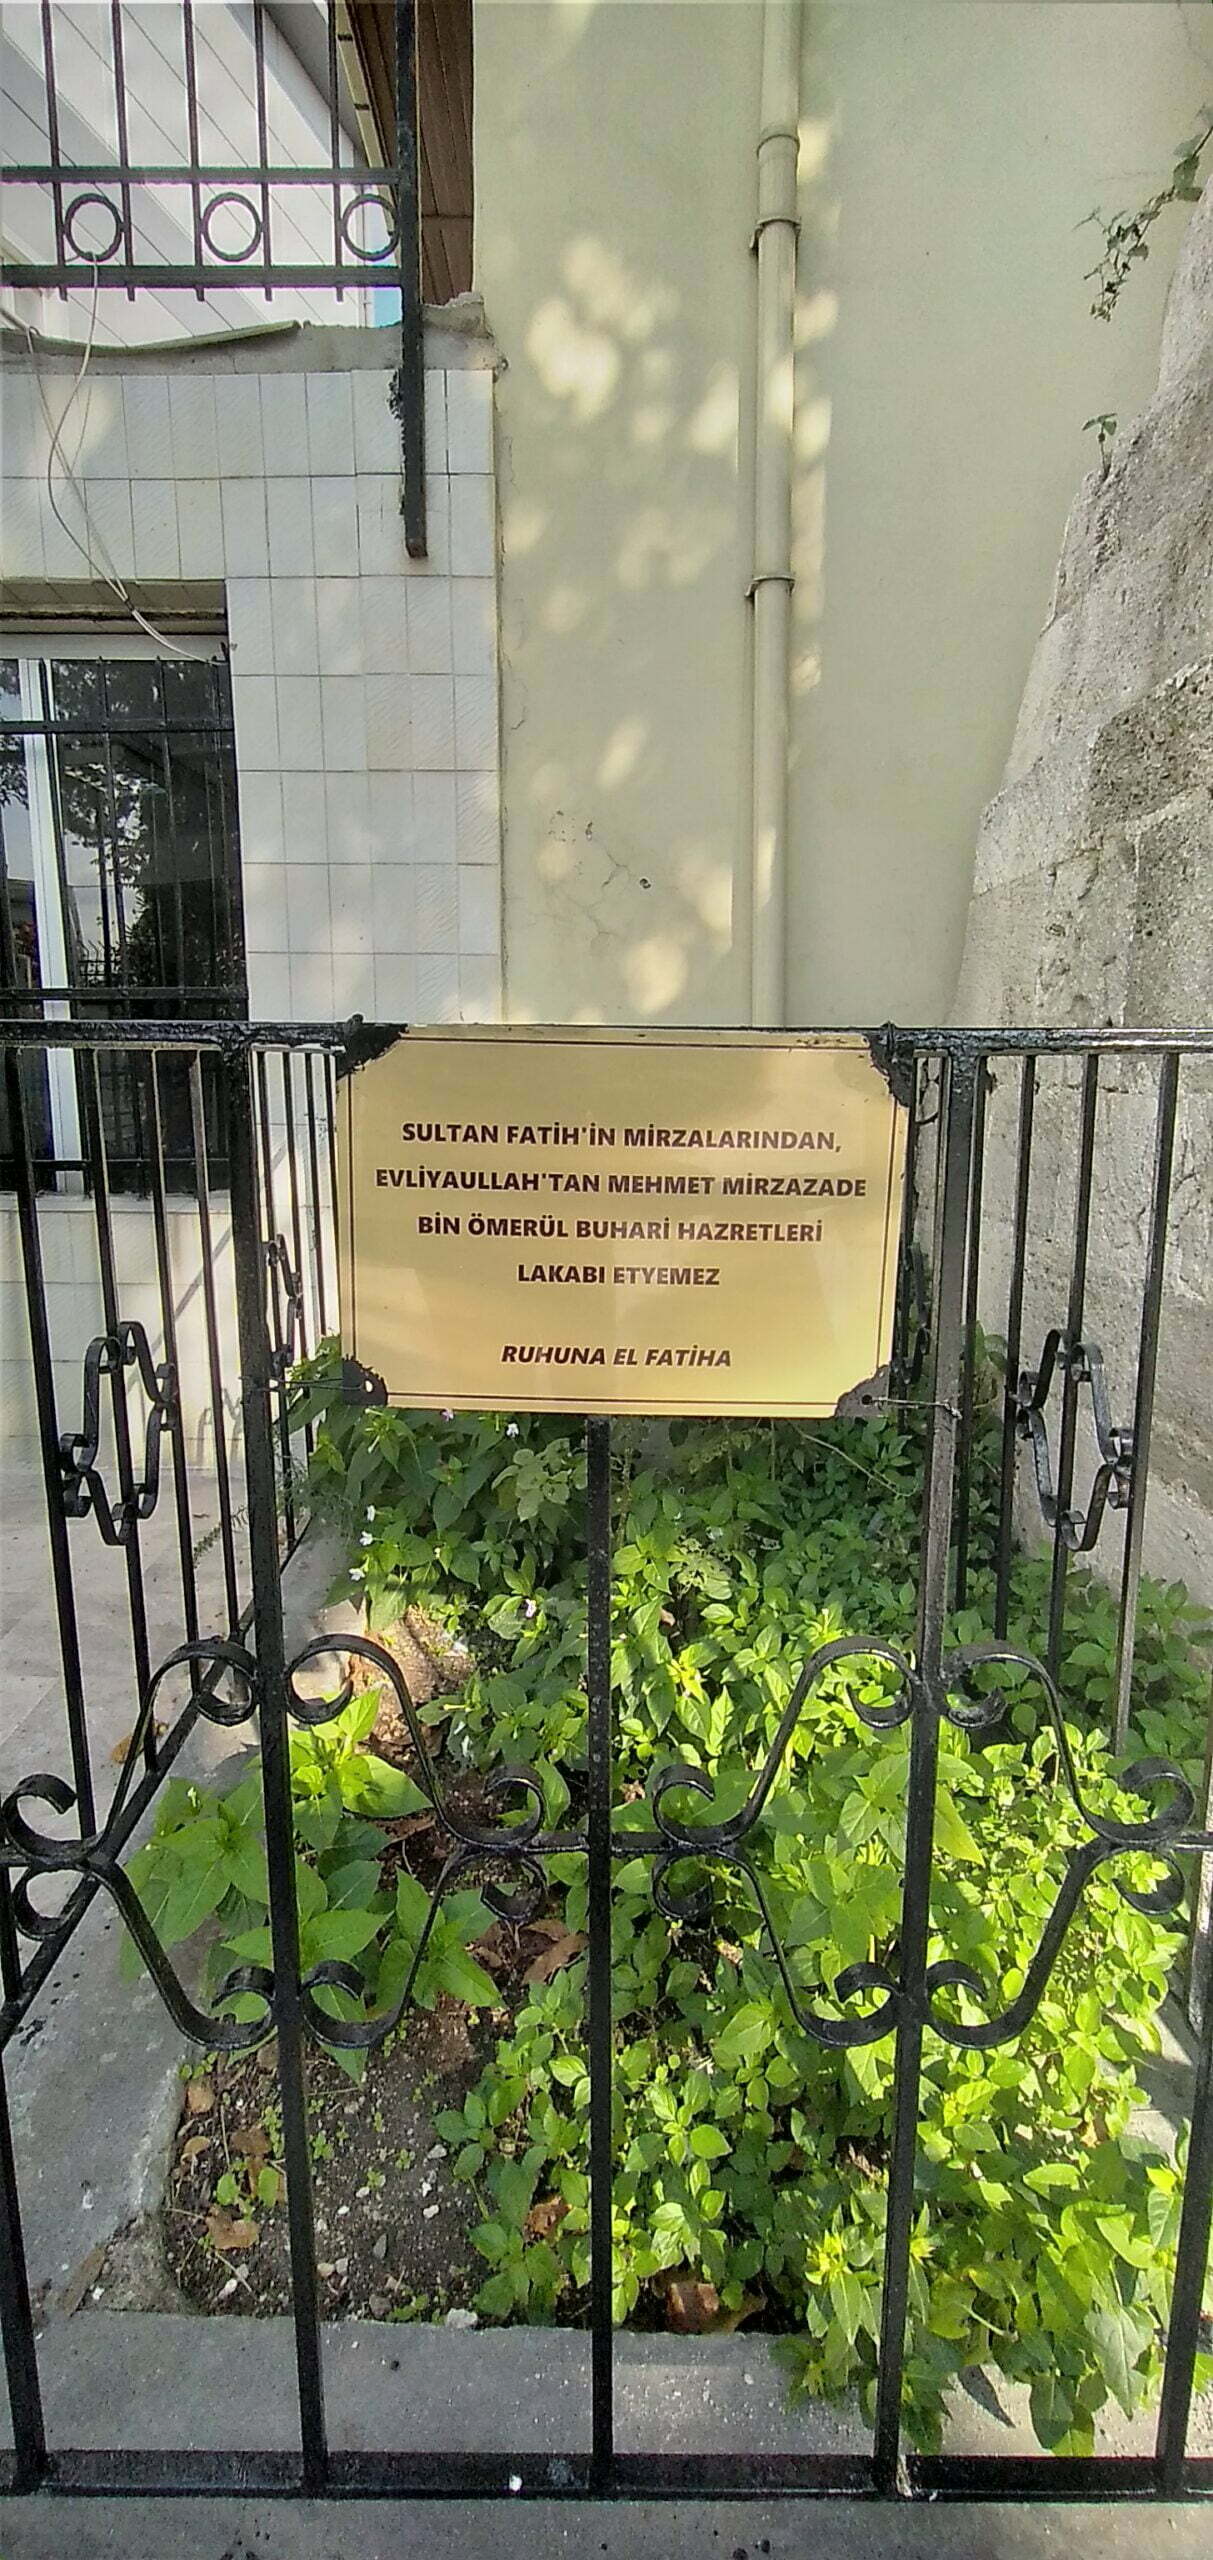 SULTAN FATİH'İN MİRZALARINDAN,
EVLİYAULLAH'TAN MEHMET MİRZAZADE
BİN ÖMERÜL BUHARİ HAZRETLERİ
LAKABI ETYEMEZ
RUHUNA EL FATİHA